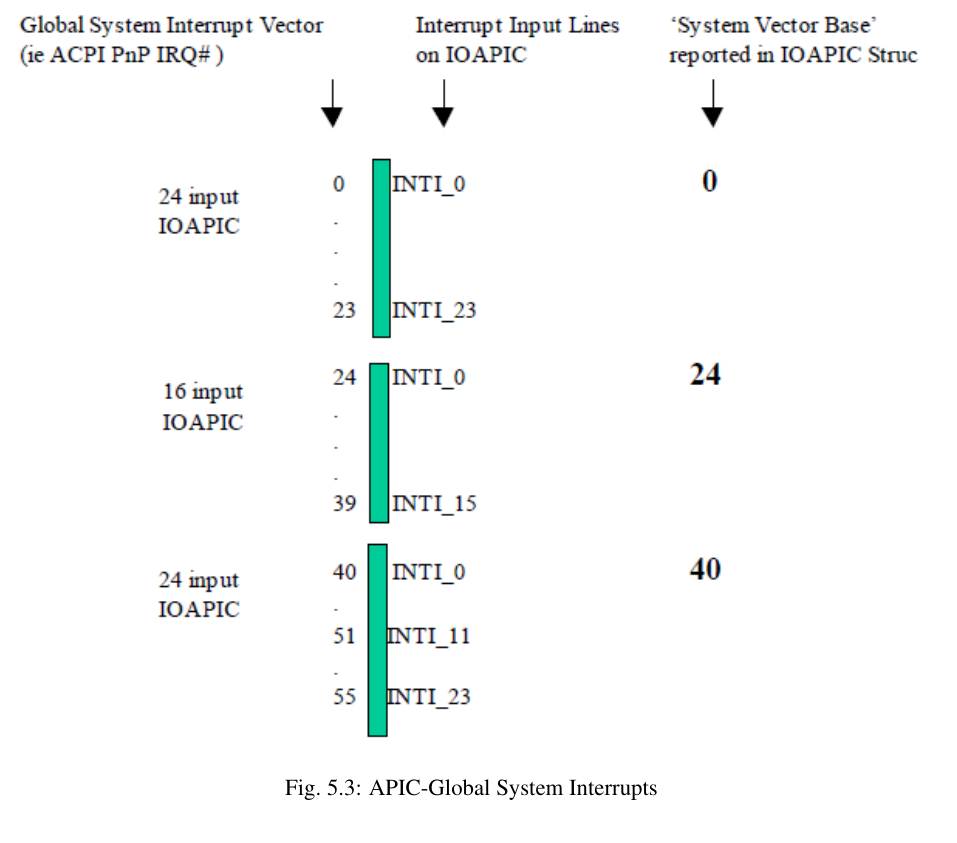 Global System Interrupt Vector
(ie ACPI PnP IRQ# )
Interrupt Input Lines
on IOAPIC
‘System Vector Base’
reported in IOAPIC Struc
24 input
IOAPIC
0
.
.
.
23
INTI_0
INTI_23
0
16 input
IOAPIC
24
.
.
.
39
INTI_0
INTI_15
24
24 input
IOAPIC
40
.
51
.
55
INTI_0
INTI_11
INTI_23
40
Fig. 5.3: APIC-Global System Interrupts